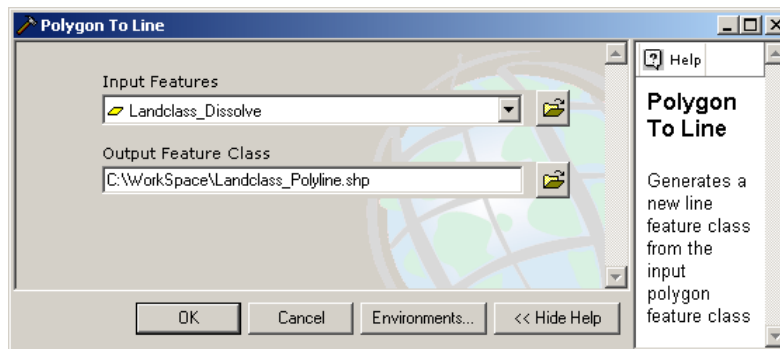 Polygon To Line
Input Features
Landclass_Dissolve
Output Feature Class
C:\WorkSpace\Landclass_Polyline.shp
OK
Cancel
Environments...
<< Hide Help
Help
Polygon
To Line
Generates a
new line
feature class
from the
input
polygon
feature class